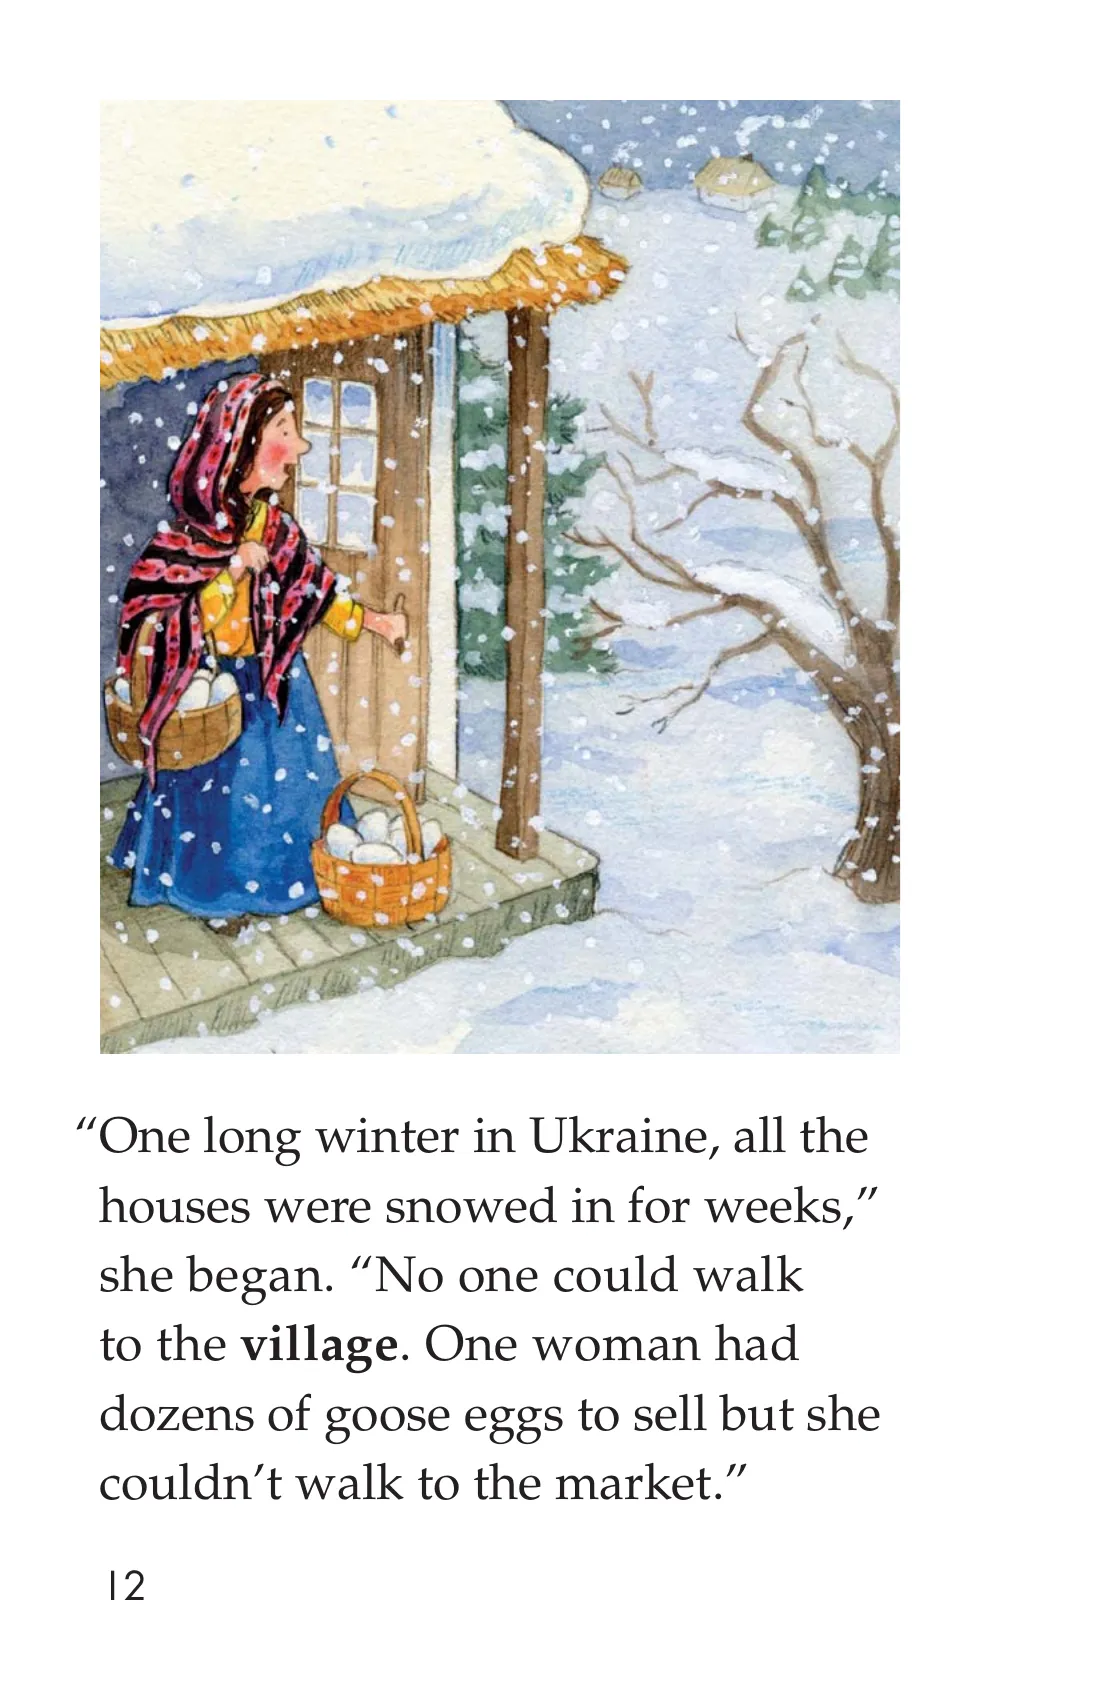 “One long winter in Ukraine, all the
houses were snowed in for weeks,”
she began. “No one could walk
to the village. One woman had
dozens of goose eggs to sell but she
couldn’t walk to the market.”
12